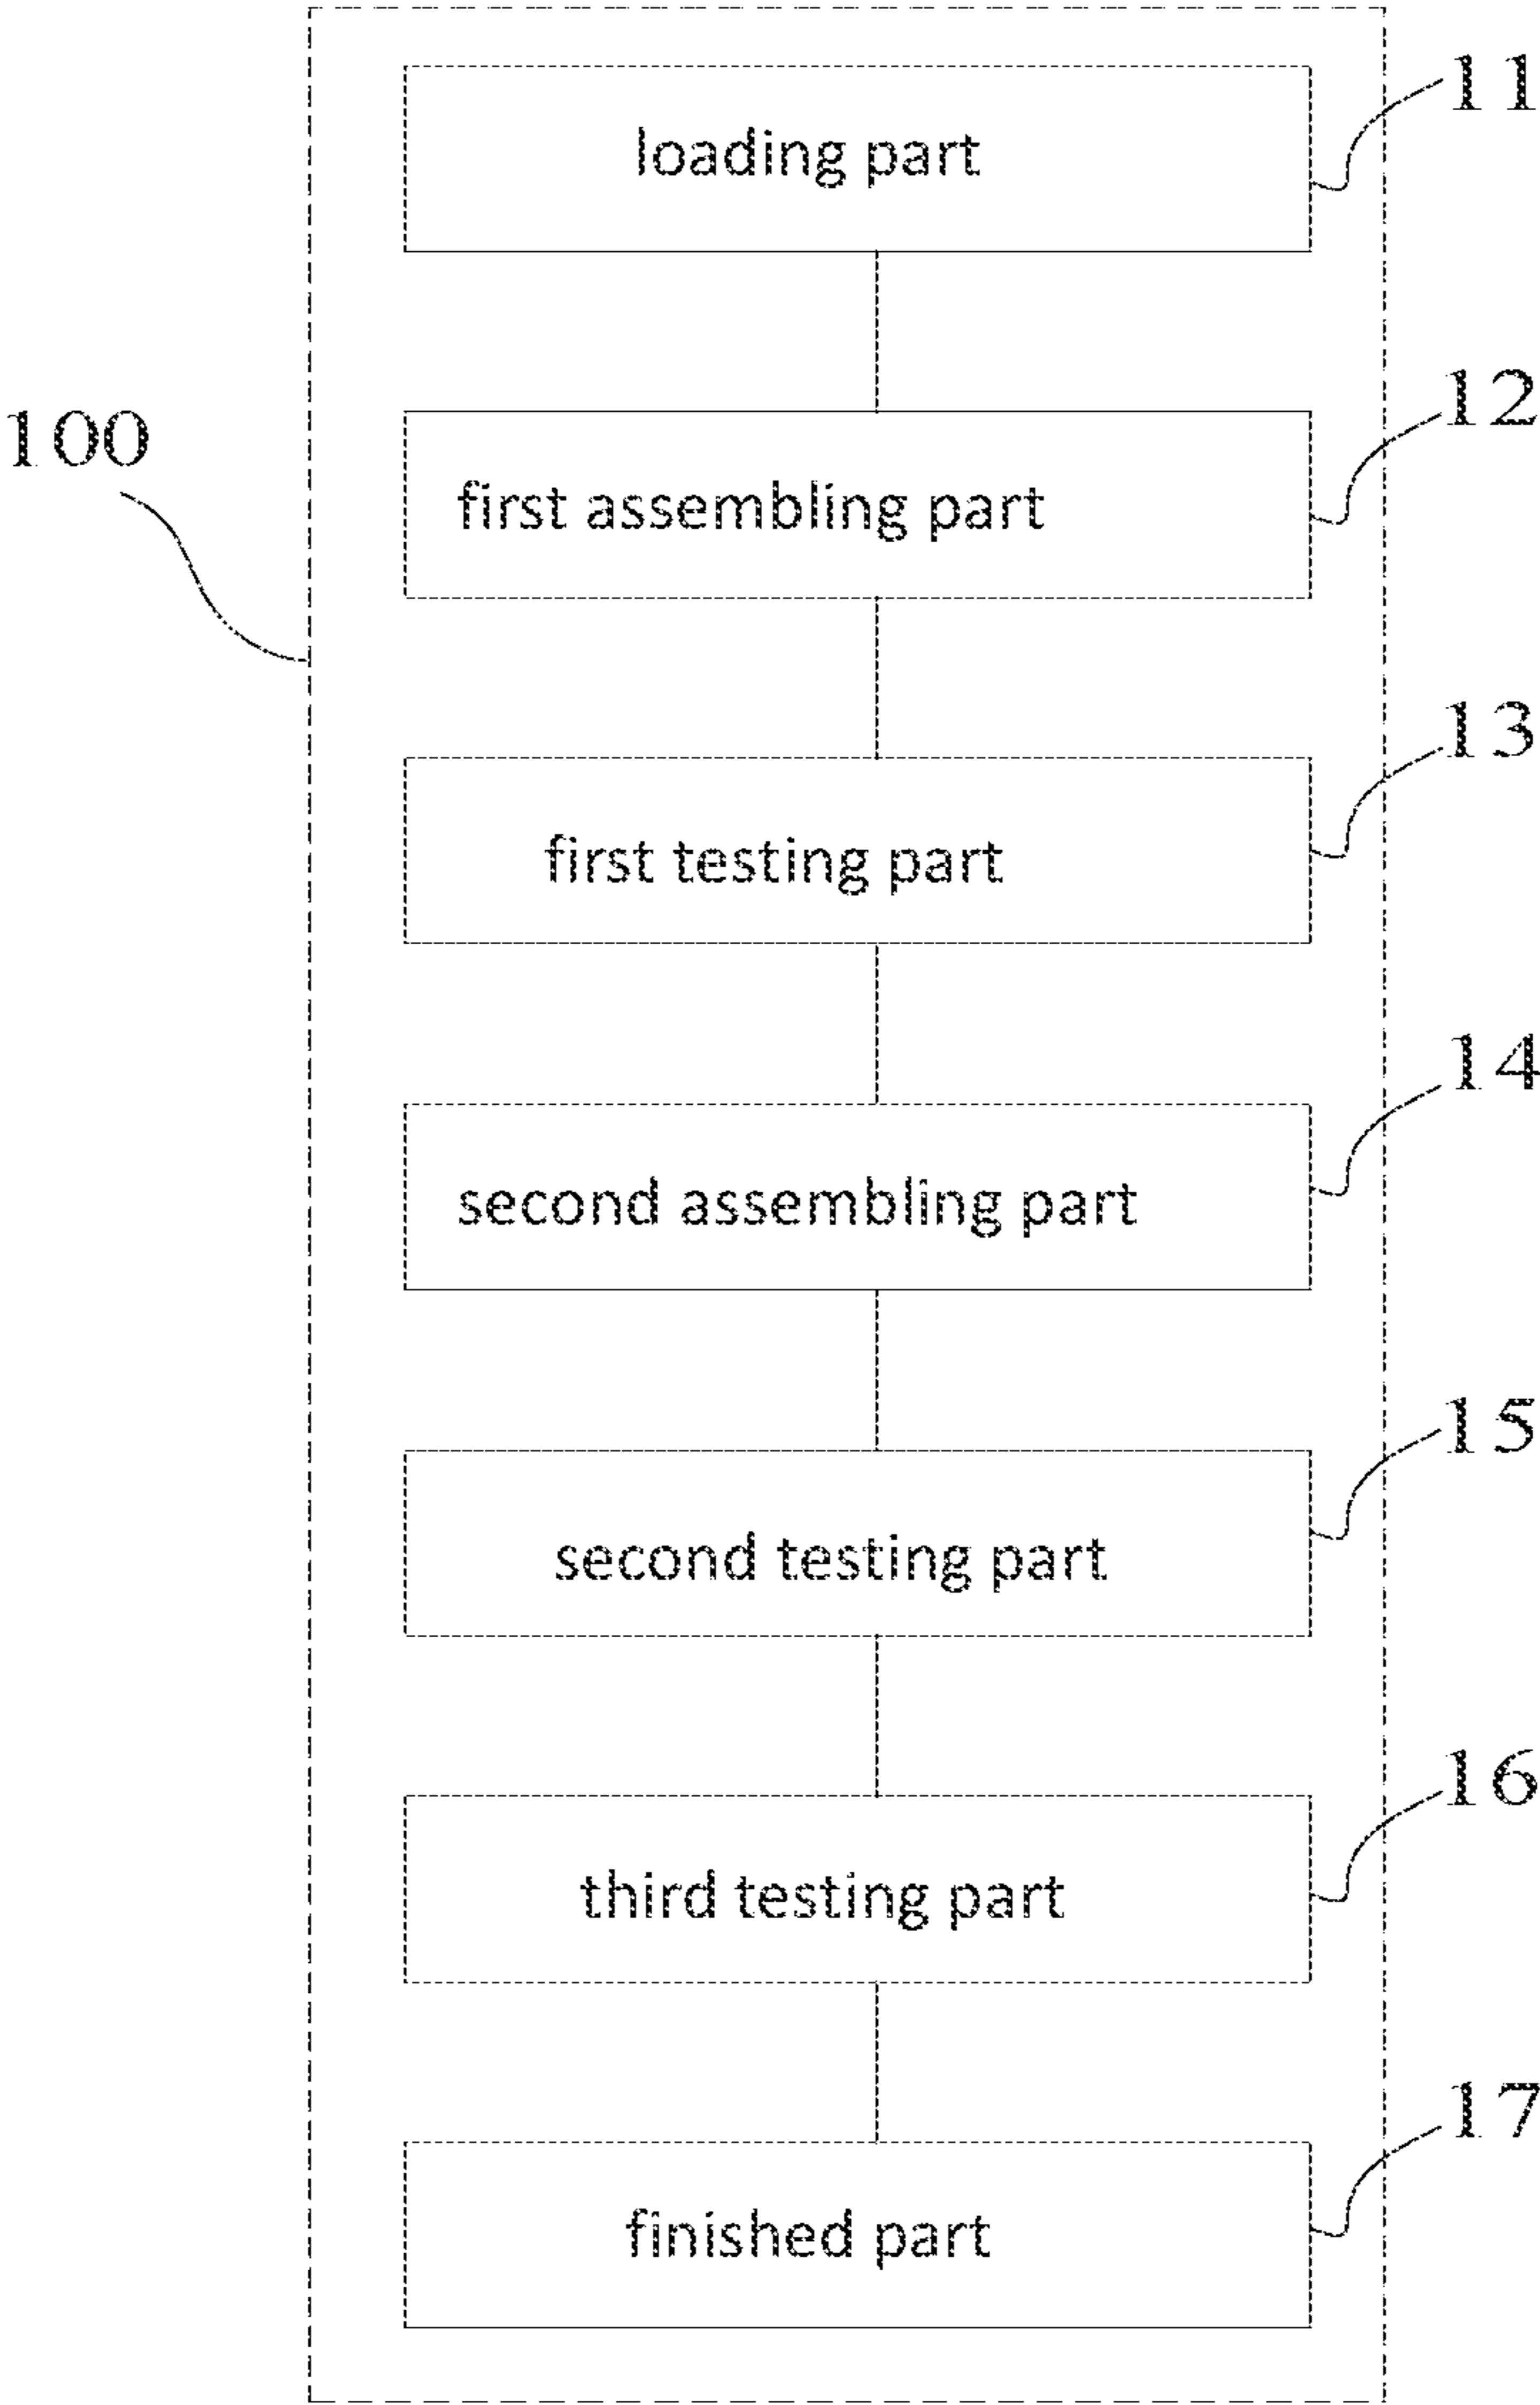 11
loading part
12
100
first assembling part
13
first testing part
14
second assembling part
15
second testing part
16
third testing part
17
finished part